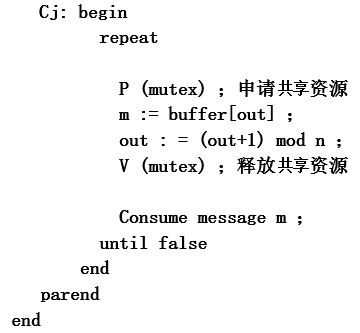 Cj: begin
repeat
P (mutex) ; 申请共享资源
m := buffer[out] ;
out : = (out+1) mod n ;
V (mutex) ; 释放共享资源
Consume message m ;
until false
end
parend
end